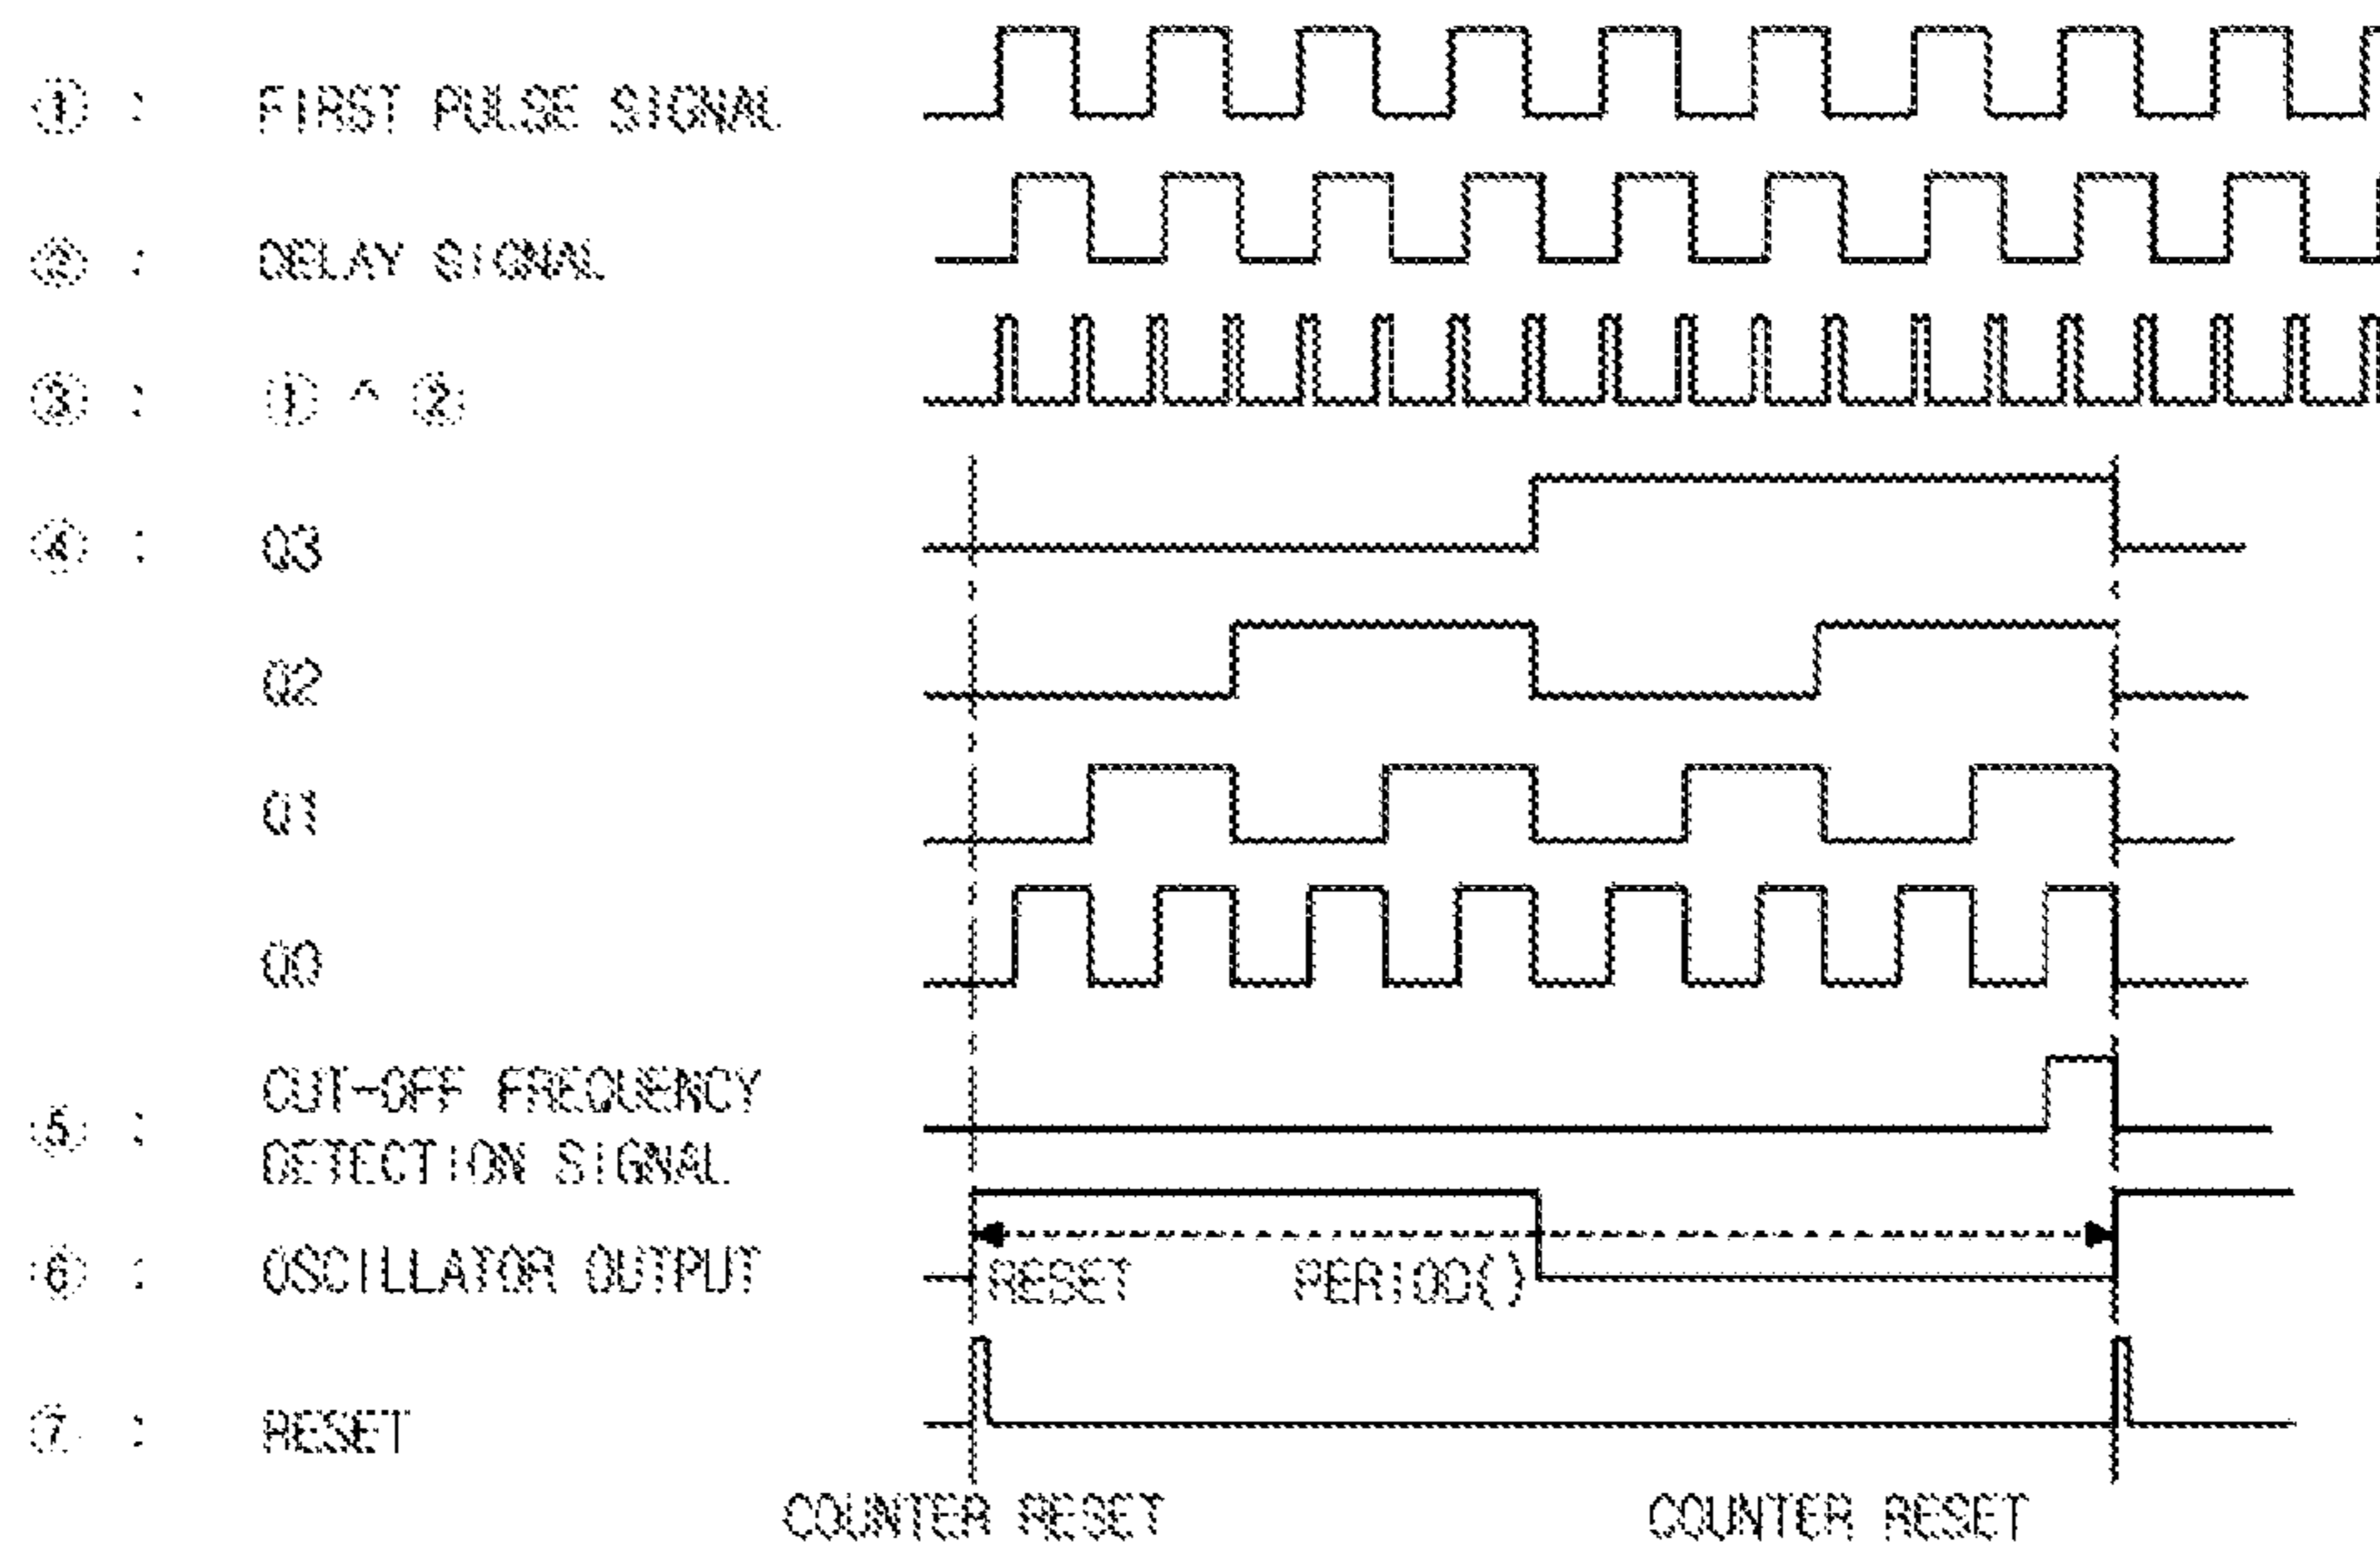 ① : FIRST PULSE SIGNAL
② : DELAY SIGNAL
③ : ① ^ ②
④ : Q3
Q2
Q1
Q0
⑤ : CUT-OFF FREQUENCY
DETECTION SIGNAL
⑥ : OSCILLATOR OUTPUT
RESET PERIOD()
⑦ : RESET
COUNTER RESET COUNTER RESET